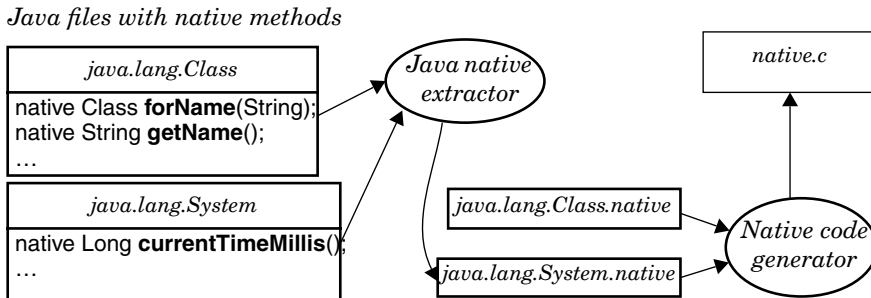 Java files with native methods
java.lang.Class
native Class forName(String);
native String getName();
…
java.lang.System
native Long currentTimeMillis();
…
Java native
extractor
java.lang.Class.native
java.lang.System.native
native.c
Native code
generator